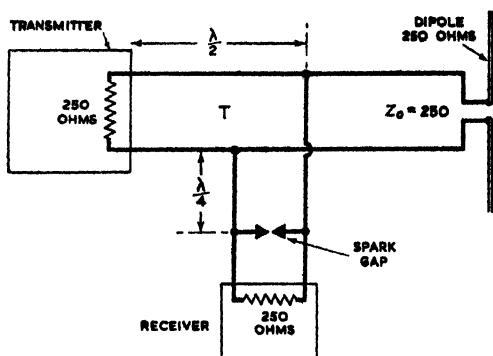 TRANSMITTER
λ/2
DIPOLE
250 OHMS
250
OHMS
T
Z₀ = 250
λ/4
SPARK
GAP
RECEIVER
250
OHMS